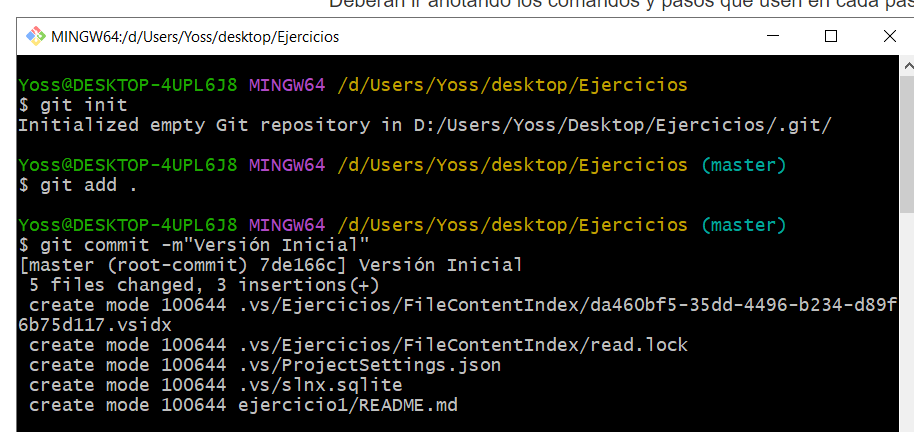 Deberán ir anotando los comandos y pasos que usen en cada pas
MINGW64:/d/Users/Yoss/desktop/Ejercicios
Yoss@DESKTOP-4UPL6J8 MINGW64 /d/Users/Yoss/desktop/Ejercicios
$ git init
Initialized empty Git repository in D:/Users/Yoss/Desktop/Ejercicios/.git/
Yoss@DESKTOP-4UPL6J8 MINGW64 /d/Users/Yoss/desktop/Ejercicios (master)
$ git add .
Yoss@DESKTOP-4UPL6J8 MINGW64 /d/Users/Yoss/desktop/Ejercicios (master)
$ git commit -m"Versión Inicial"
[master (root-commit) 7de166c] Versión Inicial
 5 files changed, 3 insertions(+)
 create mode 100644 .vs/Ejercicios/FileContentIndex/da460bf5-35dd-4496-b234-d89f
6b75d117.vsidx
 create mode 100644 .vs/Ejercicios/FileContentIndex/read.lock
 create mode 100644 .vs/ProjectSettings.json
 create mode 100644 .vs/slnx.sqlite
 create mode 100644 ejercicio1/README.md